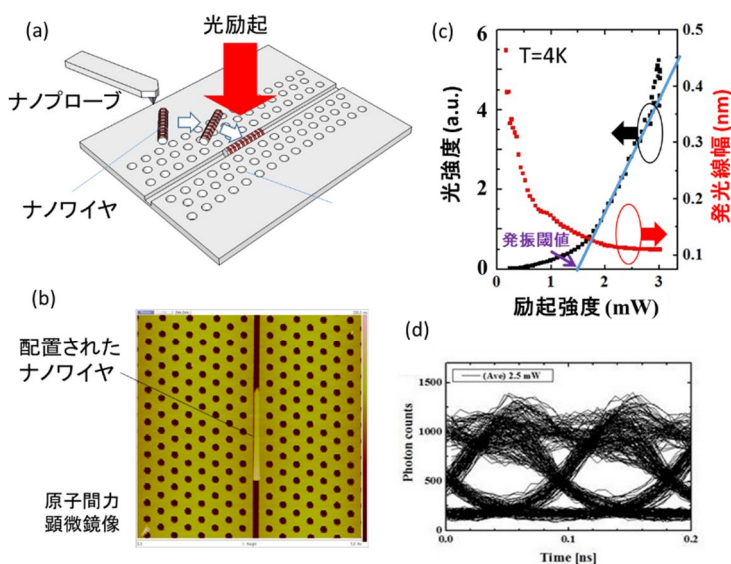 (a)
光励起
ナノプローブ
ナノワイヤ
(b)
配置された
ナノワイヤ
原子間力
顕微鏡像
(c)
T=4K
光強度 (a.u.)
発光線幅 (nm)
発振閾値
励起強度 (mW)
6
4
2
0
0 1 2 3
0.5
0.4
0.3
0.2
0.1
(d)
(Ave) 2.5 mW
Photon counts
1500
1000
500
0
0.0 0.1 0.2
Time [ns]